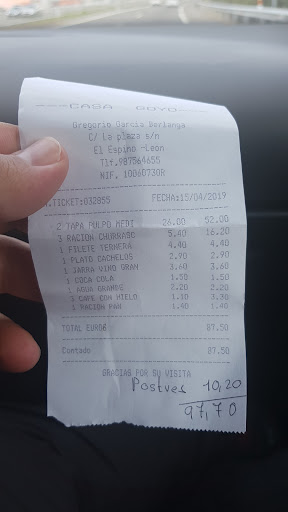 ----CASA GOYO----
Gregorio Garcia Berlanga
C/ La plaza s/n
El Espino -Leon
Tlf.987564655
NIF. 10060730R
N.TICKET:032855 FECHA:15/04/2019
2 TAPA PULPO MEDI 26.00 52.00
3 RACION CHURRASC 5.40 16.20
1 FILETE TERNERA 4.40 4.40
1 PLATO CACHELOS 2.90 2.90
1 JARRA VINO GRAN 3.60 3.60
1 COCA COLA 1.50 1.50
1 AGUA GRANDE 2.20 2.20
3 CAFE CON HIELO 1.10 3.30
1 RACION PAN 1.40 1.40
TOTAL EUROS 87.50
Contado 87.50
GRACIAS POR SU VISITA
Postres 10,20
97,70